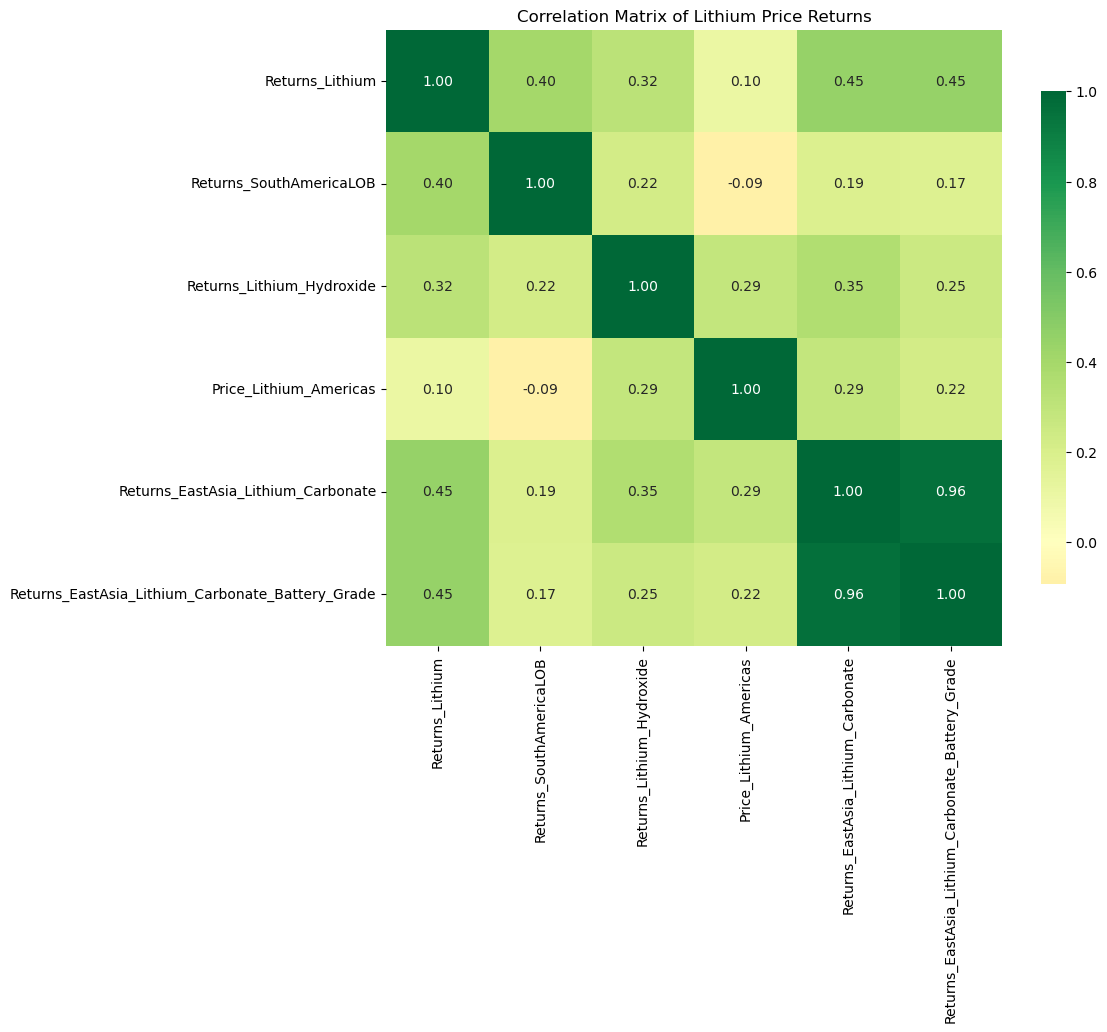 Correlation Matrix of Lithium Price Returns
Returns_Lithium 1.00 0.40 0.32 0.10 0.45 0.45
Returns_SouthAmericaLOB 0.40 1.00 0.22 -0.09 0.19 0.17
Returns_Lithium_Hydroxide 0.32 0.22 1.00 0.29 0.35 0.25
Price_Lithium_Americas 0.10 -0.09 0.29 1.00 0.29 0.22
Returns_EastAsia_Lithium_Carbonate 0.45 0.19 0.35 0.29 1.00 0.96
Returns_EastAsia_Lithium_Carbonate_Battery_Grade 0.45 0.17 0.25 0.22 0.96 1.00
Returns_Lithium
Returns_SouthAmericaLOB
Returns_Lithium_Hydroxide
Price_Lithium_Americas
Returns_EastAsia_Lithium_Carbonate
Returns_EastAsia_Lithium_Carbonate_Battery_Grade
1.0
0.8
0.6
0.4
0.2
0.0